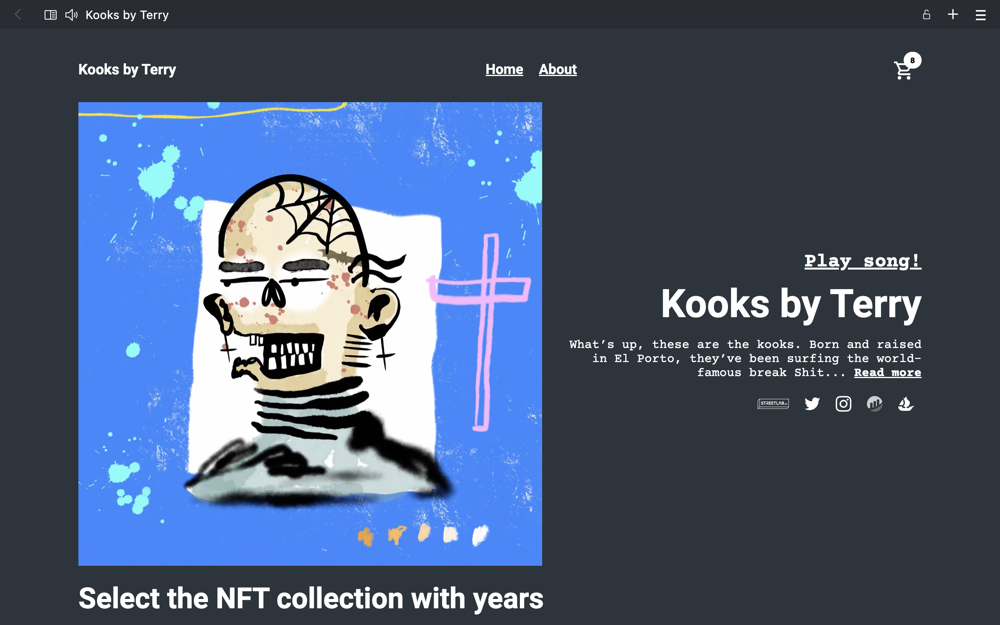 Kooks by Terry
Kooks by Terry
Home About
8
Play song!
Kooks by Terry
What’s up, these are the kooks. Born and raised
in El Porto, they’ve been surfing the world-
famous break Shit... Read more
STREETLAB
Select the NFT collection with years